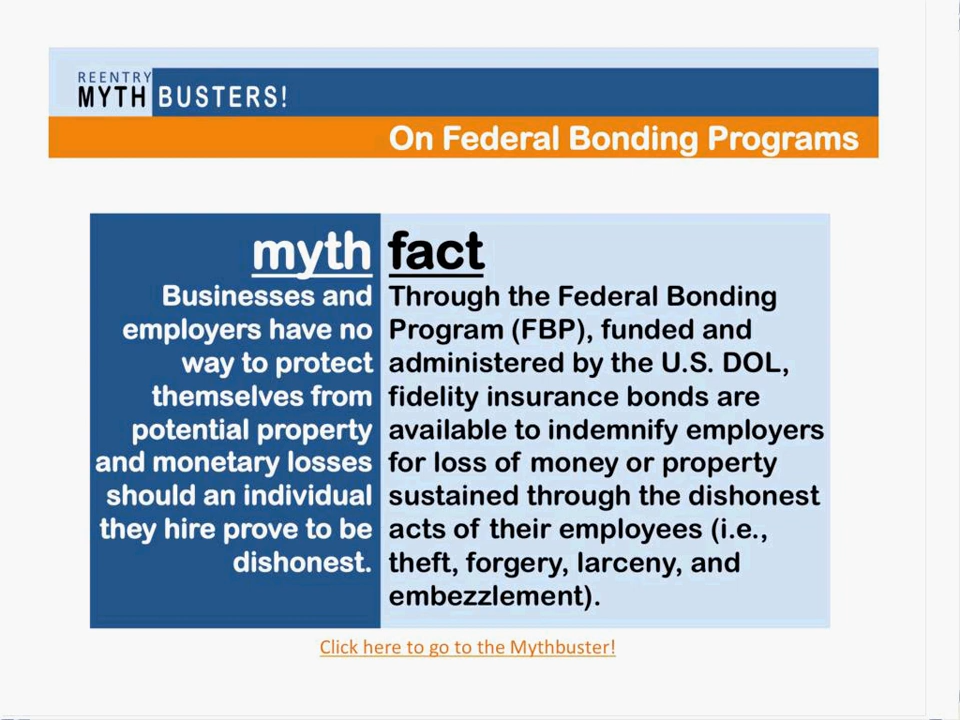 REENTRY
MYTH BUSTERS!
On Federal Bonding Programs
myth
Businesses and
employers have no
way to protect
themselves from
potential property
and monetary losses
should an individual
they hire prove to be
dishonest.
fact
Through the Federal Bonding
Program (FBP), funded and
administered by the U.S. DOL,
fidelity insurance bonds are
available to indemnify employers
for loss of money or property
sustained through the dishonest
acts of their employees (i.e.,
theft, forgery, larceny, and
embezzlement).
Click here to go to the Mythbuster!